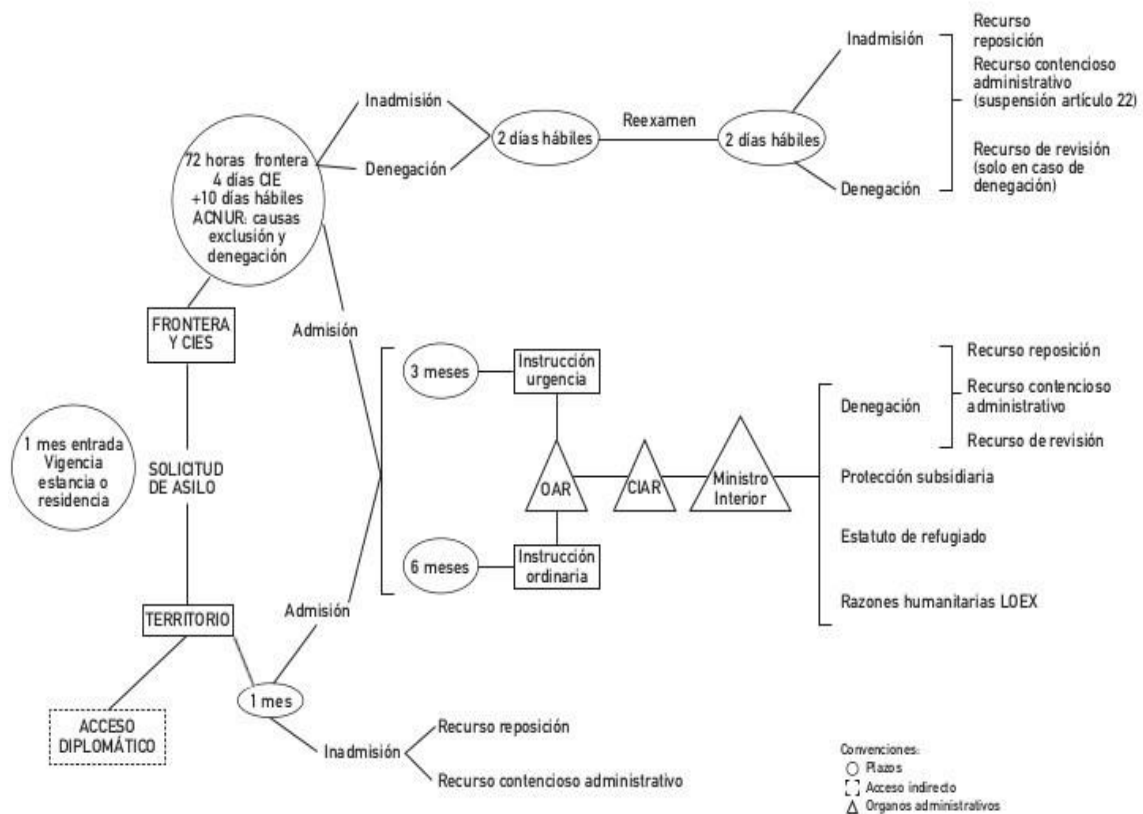 Inadmisión
Recurso
reposición
Recurso contencioso
administrativo
(suspensión artículo 22)
Inadmisión
2 días hábiles
Reexamen
2 días hábiles
Denegación
72 horas frontera
4 días CIE
+10 días hábiles
ACNUR: causas
exclusión y
denegación
Recurso de revisión
(solo en caso de
denegación)
Denegación
FRONTERA
Y CIES
Admisión
3 meses
Instrucción
urgencia
Recurso reposición
Denegación
Recurso contencioso
administrativo
Recurso de revisión
1 mes entrada
Vigencia
estancia o
residencia
SOLICITUD
DE ASILO
OAR
CIAR
Ministro
Interior
Protección subsidiaria
Estatuto de refugiado
6 meses
Instrucción
ordinaria
Razones humanitarias LOEX
Admisión
TERRITORIO
1 mes
ACCESO
DIPLOMÁTICO
Inadmisión
Recurso reposición
Recurso contencioso administrativo
Convenciones:
Plazos
Acceso indirecto
Organos administrativos